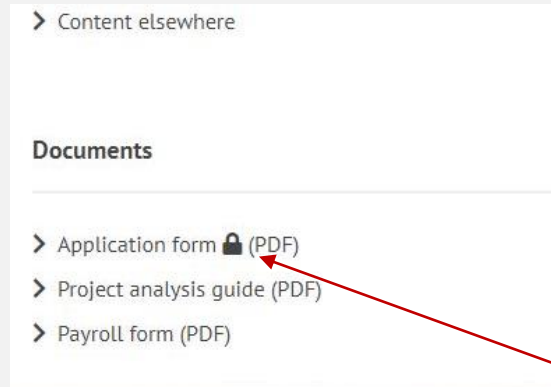 Content elsewhere
Documents
Application form (PDF)
Project analysis guide (PDF)
Payroll form (PDF)